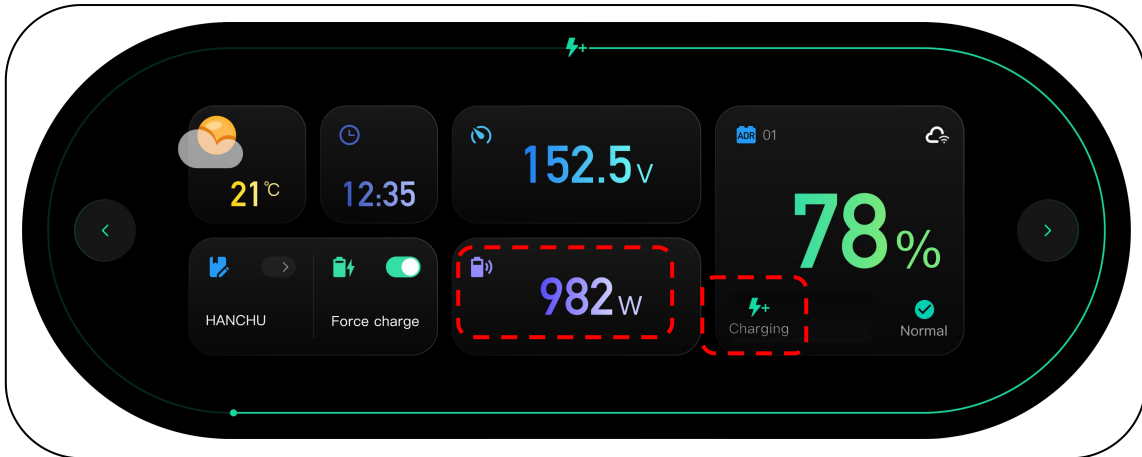 21℃
12:35
152.5V
ADR 01
78%
HANCHU
Force charge
982W
Charging
Normal